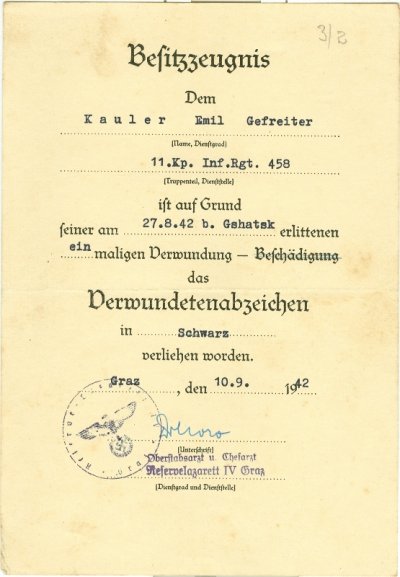 3/2
Besitzzeugnis
Dem
Kauler Emil Gefreiter
(Name, Dienstgrad)
11.Kp. Inf.Rgt. 458
(Truppenteil, Dienststelle)
ist auf Grund
seiner am 27.8.42 b. Gshatsk erlittenen
ein maligen Verwundung — Beschädigung
das
Verwundetenabzeichen
in Schwarz
verliehen worden.
Graz, den 10.9. 1942
(Unterschrift)
Oberstabsarzt u. Chefarzt
Reservelazarett IV Graz
(Dienstgrad und Dienststelle)